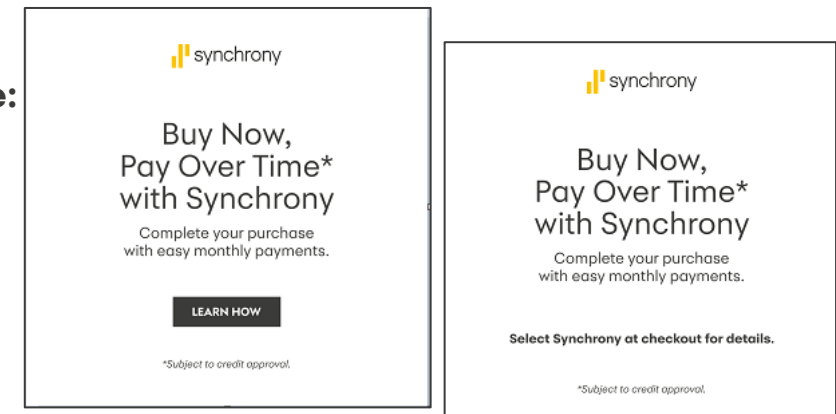 e:
synchrony
Buy Now,
Pay Over Time*
with Synchrony
Complete your purchase
with easy monthly payments.
LEARN HOW
*Subject to credit approval.
synchrony
Buy Now,
Pay Over Time*
with Synchrony
Complete your purchase
with easy monthly payments.
Select Synchrony at checkout for details.
*Subject to credit approval.